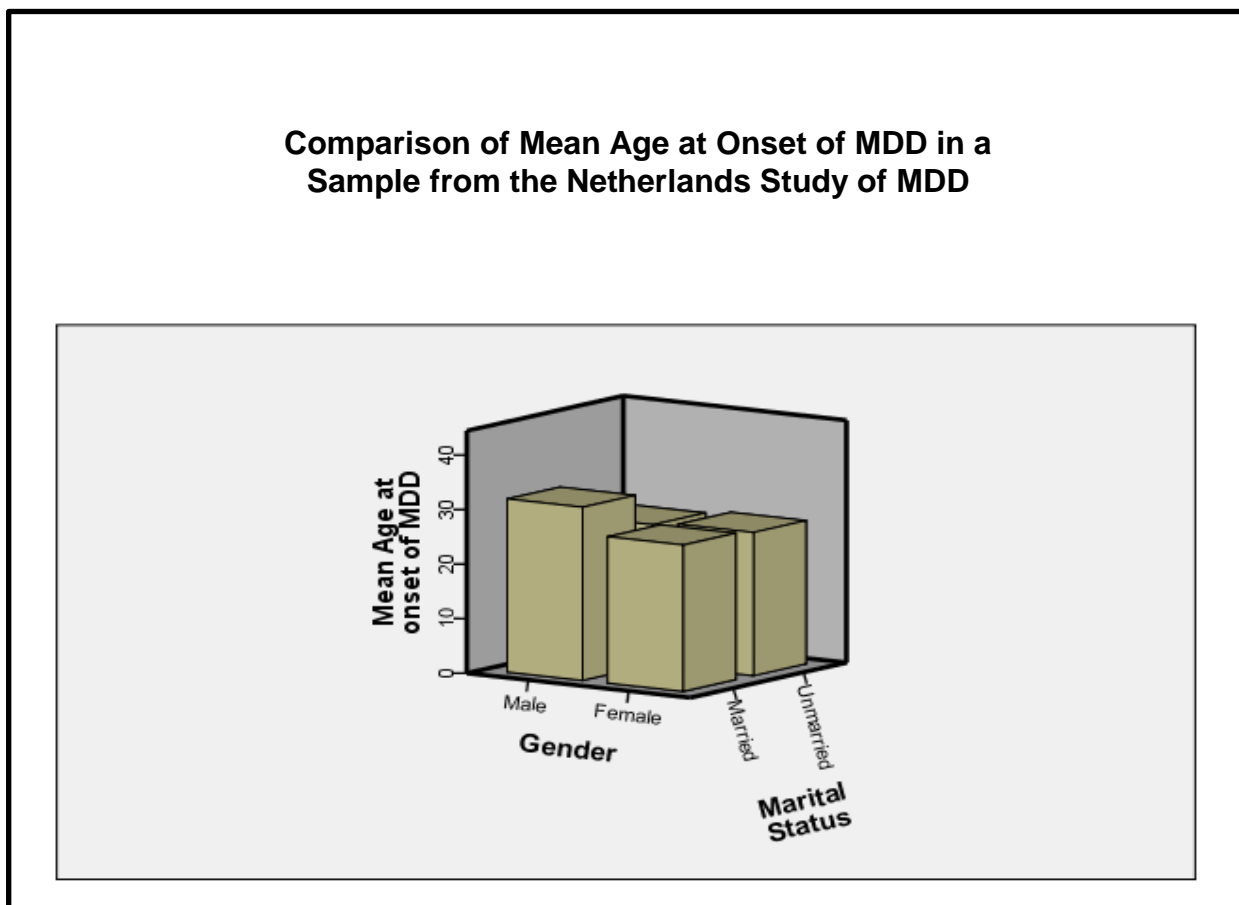 Comparison of Mean Age at Onset of MDD in a
Sample from the Netherlands Study of MDD
Mean Age at
onset of MDD
40
30
20
10
0
Male
Female
Gender
Married
Unmarried
Marital
Status